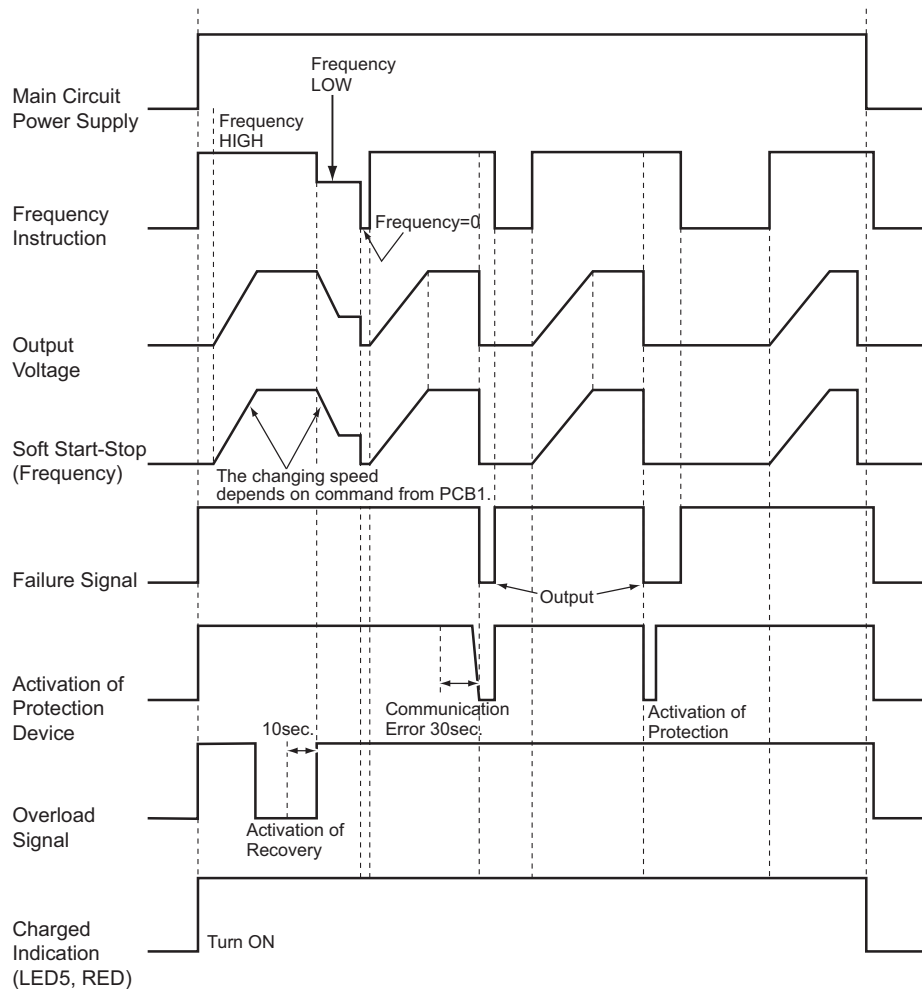 Frequency
LOW
Main Circuit
Power Supply
Frequency
HIGH
Frequency
Instruction
Frequency=0
Output
Voltage
Soft Start-Stop
(Frequency)
The changing speed
depends on command from PCB1.
Failure Signal
Output
Activation of
Protection
Device
Communication
Error 30sec.
Activation of
Protection
10sec.
Overload
Signal
Activation of
Recovery
Charged
Indication
(LED5, RED)
Turn ON